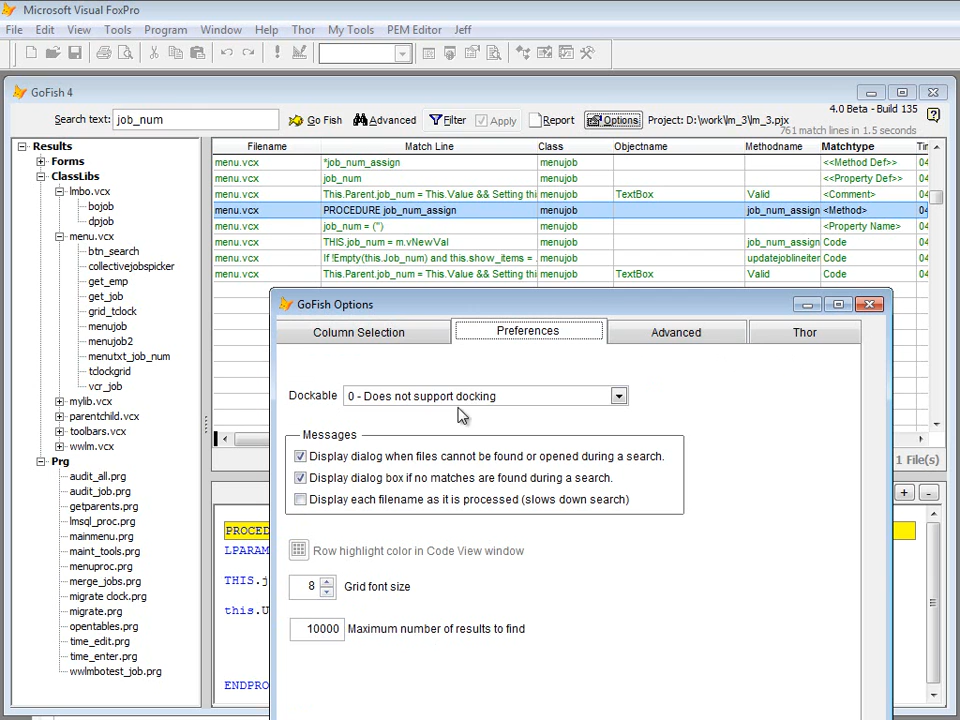 Microsoft Visual FoxPro
File Edit View Tools Program Window Help Thor My Tools PEM Editor Jeff
GoFish 4
Search text: job_num Go Fish Advanced Filter Apply Report Options Project: D:\work\lm_3\lm_3.pjx 4.0 Beta - Build 135
761 match lines in 1.5 seconds
Results
Forms
ClassLibs
lmbo.vcx
bojob
dpjob
menu.vcx
btn_search
collectivejobspicker
get_emp
get_job
grid_tclock
menujob
menujob2
menutxt_job_num
tclockgrid
vcr_job
mylib.vcx
parentchild.vcx
toolbars.vcx
wwlm.vcx
Prg
audit_all.prg
audit_job.prg
getparents.prg
lmsql_proc.prg
mainmenu.prg
maint_tools.prg
menuproc.prg
merge_jobs.prg
migrate clock.prg
migrate.prg
opentables.prg
time_edit.prg
time_enter.prg
wwlmbotest_job.prg
Filename Match Line Class Objectname Methodname Matchtype Tir
menu.vcx *job_num_assign menujob <<Method Def>> 04
menu.vcx job_num menujob <<Property Def>> 04
menu.vcx This.Parent.job_num = This.Value && Setting thi menujob TextBox Valid <Comment> 04
menu.vcx PROCEDURE job_num_assign menujob job_num_assign <Method> 04
menu.vcx job_num = ('') menujob <Property Name> 04
menu.vcx THIS.job_num = m.vNewVal menujob job_num_assign Code 04
menu.vcx If !Empty(this.Job_num) and this.show_items = . menujob updatejoblineiter Code 04
menu.vcx This.Parent.job_num = This.Value && Setting thi menujob TextBox Valid Code 04
1 File(s)
+ -
PROCED
LPARAM
THIS.j
this.U
ENDPRO
GoFish Options
Column Selection Preferences Advanced Thor
Dockable 0 - Does not support docking
Messages
Display dialog when files cannot be found or opened during a search.
Display dialog box if no matches are found during a search.
Display each filename as it is processed (slows down search)
Row highlight color in Code View window
8 Grid font size
10000 Maximum number of results to find